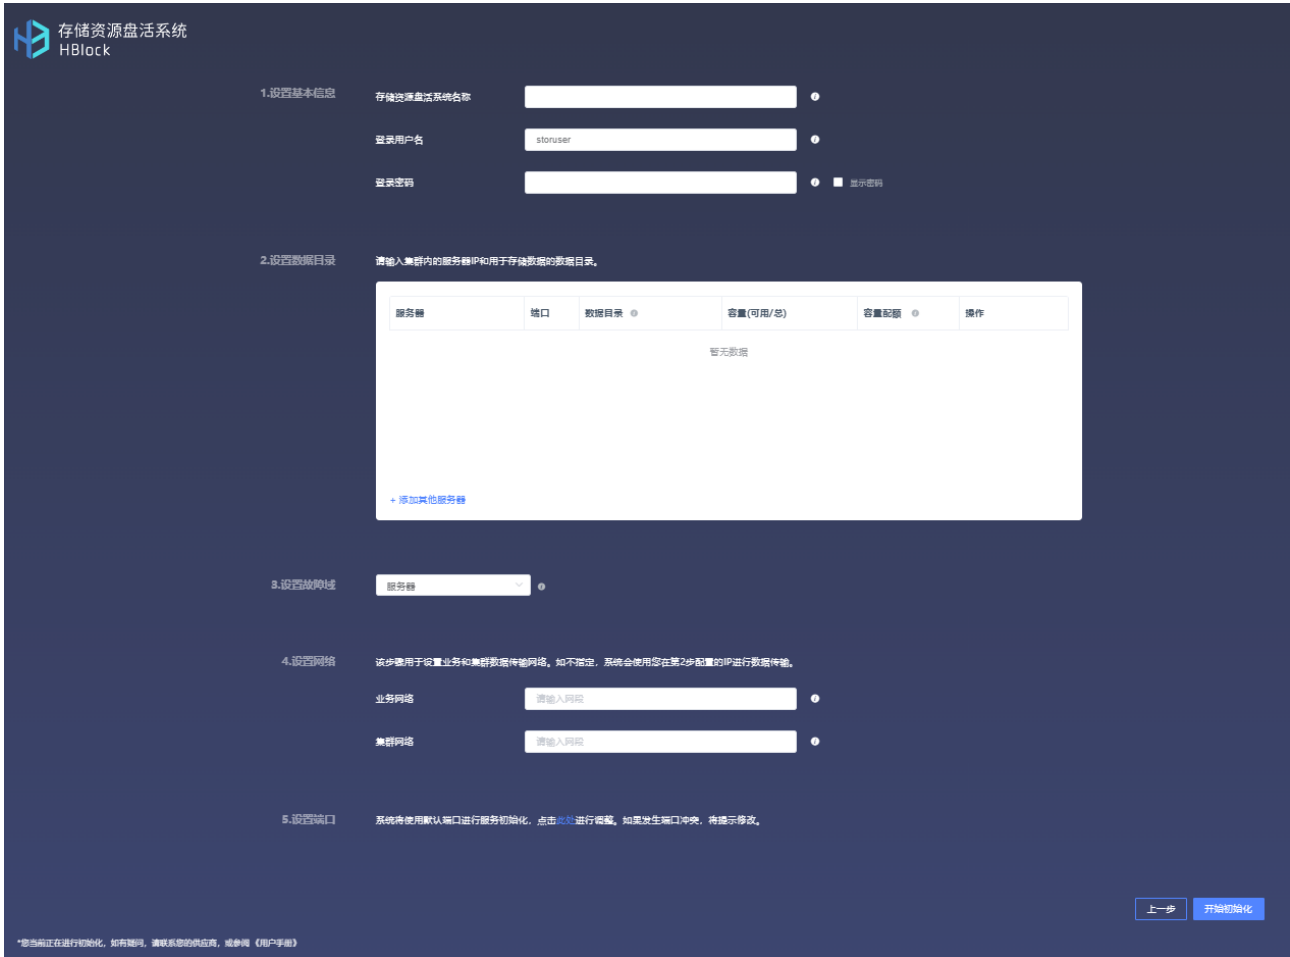 存储资源盘活系统
HBlock
1.设置基本信息
存储资源盘活系统名称
登录用户名
storuser
登录密码
显示密码
2.设置数据目录
请输入集群内的服务器IP和用于存储数据的数据目录。
服务器 端口 数据目录 容量(可用/总) 容量配额 操作
暂无数据
+ 添加其他服务器
3.设置故障域
服务器
4.设置网络
该步骤用于设置业务和集群数据传输网络。如不指定，系统会使用您在第2步配置的IP进行数据传输。
业务网络
请输入网段
集群网络
请输入网段
5.设置端口
系统将使用默认端口进行服务初始化，点击此处进行调整。如果发生端口冲突，将提示修改。
上一步
开始初始化
*您当前正在进行初始化，如有疑问，请联系您的供应商，或参阅《用户手册》